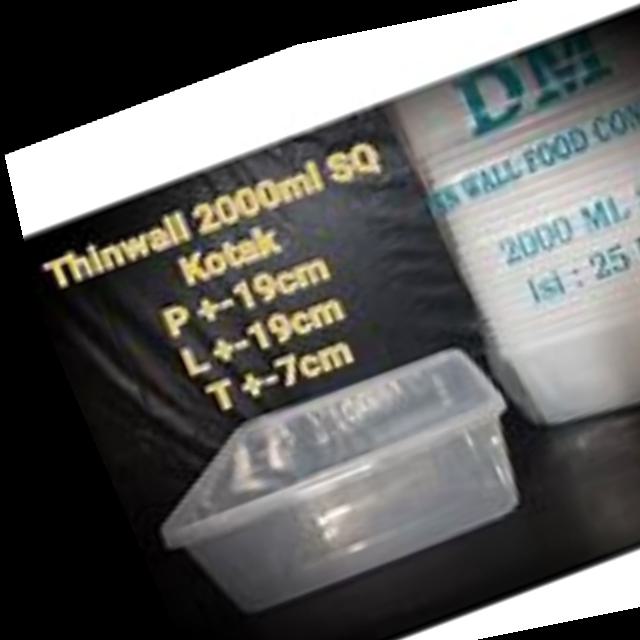 Thinwall 2000ml SQ
Kotak
P +-19cm
L +-19cm
T +-7cm
DM
WALL FOOD CON
2000 ML
Isi : 25